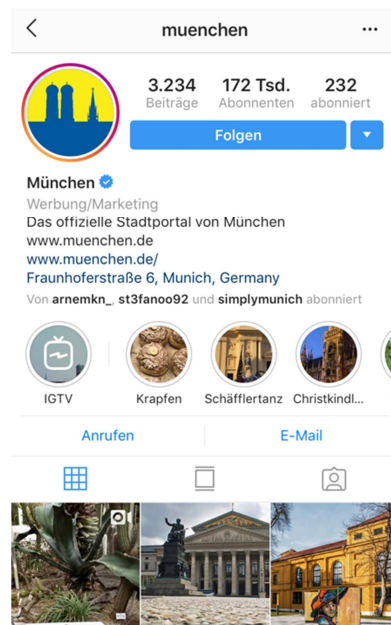 muenchen
3.234 172 Tsd. 232
Beiträge Abonnenten abonniert
Folgen
München
Werbung/Marketing
Das offizielle Stadtportal von München
www.muenchen.de
www.muenchen.de/
Fraunhoferstraße 6, Munich, Germany
Von arnemkn_, st3fanoo92 und simplymunich abonniert
IGTV Krapfen Schäfflertanz Christkindl...
Anrufen E-Mail